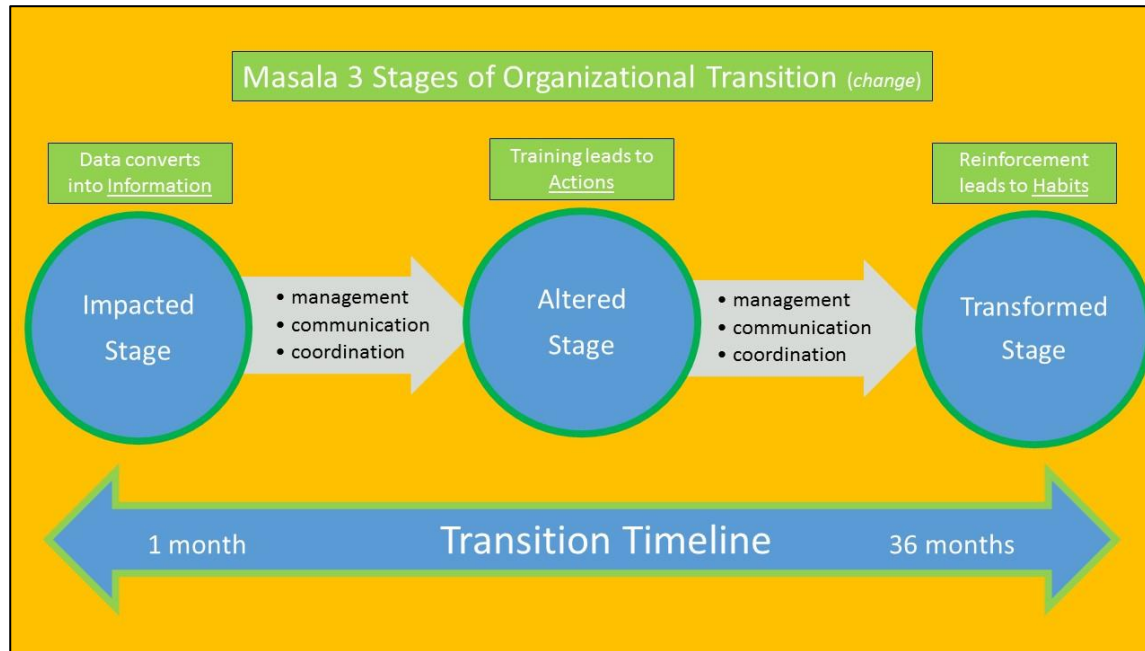 Masala 3 Stages of Organizational Transition (change)
Data converts
into Information
Training leads to
Actions
Reinforcement
leads to Habits
Impacted
Stage
• management
• communication
• coordination
Altered
Stage
• management
• communication
• coordination
Transformed
Stage
1 month
Transition Timeline
36 months